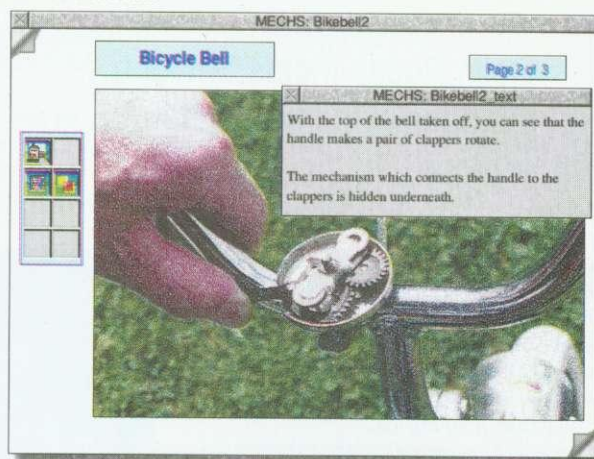 MECHS: Bikebell2
Bicycle Bell
Page 2 of 3
MECHS: Bikebell2_text
With the top of the bell taken off, you can see that the
handle makes a pair of clappers rotate.
The mechanism which connects the handle to the
clappers is hidden underneath.